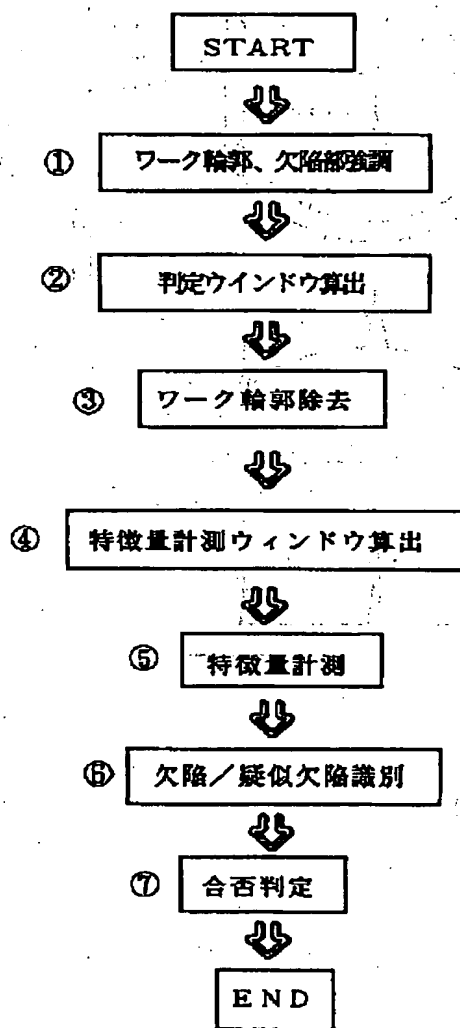 START
① ワーク輪郭、欠陥部強調
② 判定ウインドウ算出
③ ワーク輪郭除去
④ 特徴量計測ウィンドウ算出
⑤ 特徴量計測
⑥ 欠陥/疑似欠陥識別
⑦ 合否判定
END